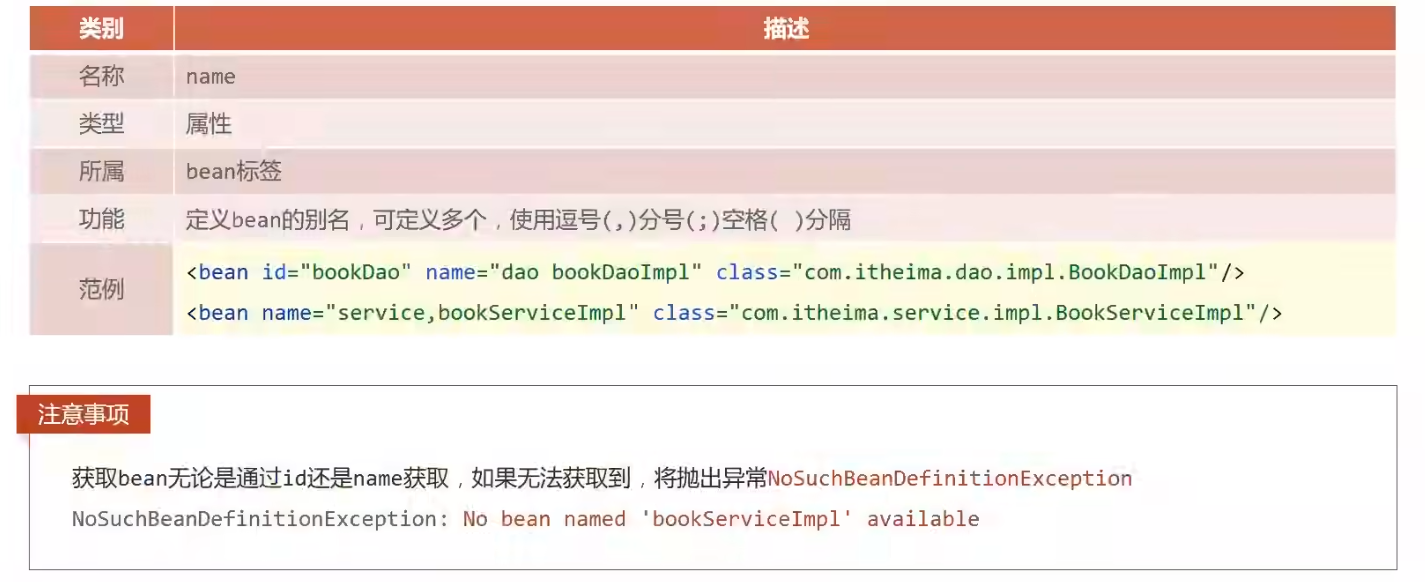 类别 描述
名称 name
类型 属性
所属 bean标签
功能 定义bean的别名，可定义多个，使用逗号(,)分号(;)空格( )分隔
范例
<bean id="bookDao" name="dao bookDaoImpl" class="com.itheima.dao.impl.BookDaoImpl"/>
<bean name="service,bookServiceImpl" class="com.itheima.service.impl.BookServiceImpl"/>
注意事项
获取bean无论是通过id还是name获取，如果无法获取到，将抛出异常NoSuchBeanDefinitionException
NoSuchBeanDefinitionException: No bean named 'bookServiceImpl' available